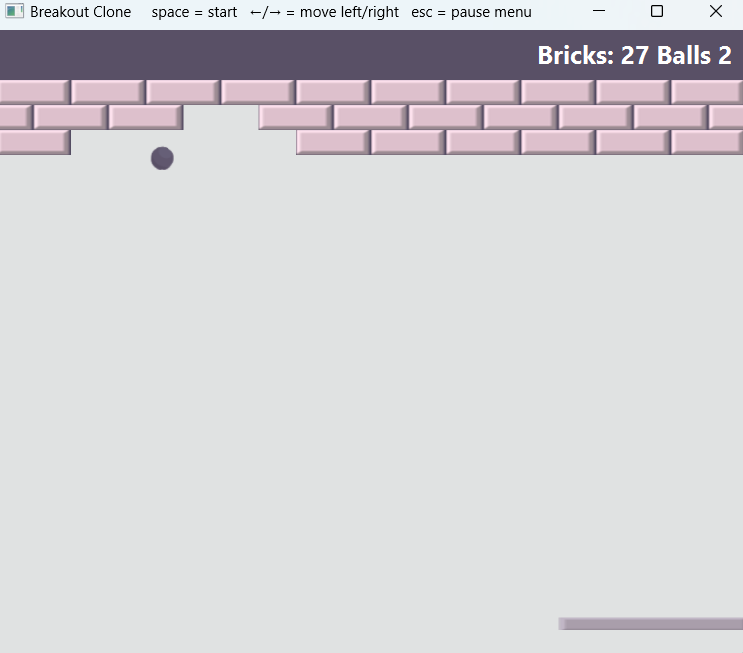 Breakout Clone space = start ←/→ = move left/right esc = pause menu
Bricks: 27 Balls 2